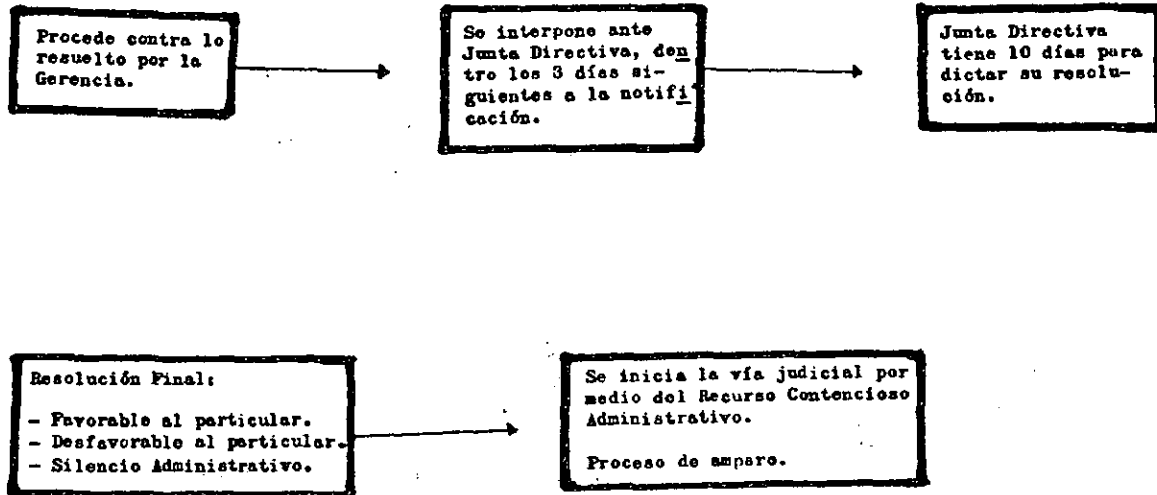 Procede contra lo
resuelto por la
Gerencia.
Se interpone ante
Junta Directiva, den
tro los 3 días si-
guientes a la notifi
cación.
Junta Directiva
tiene 10 días para
dictar su resolu-
ción.
Resolución Final:
- Favorable al particular.
- Desfavorable al particular.
- Silencio Administrativo.
Se inicia la vía judicial por
medio del Recurso Contencioso
Administrativo.
Proceso de amparo.